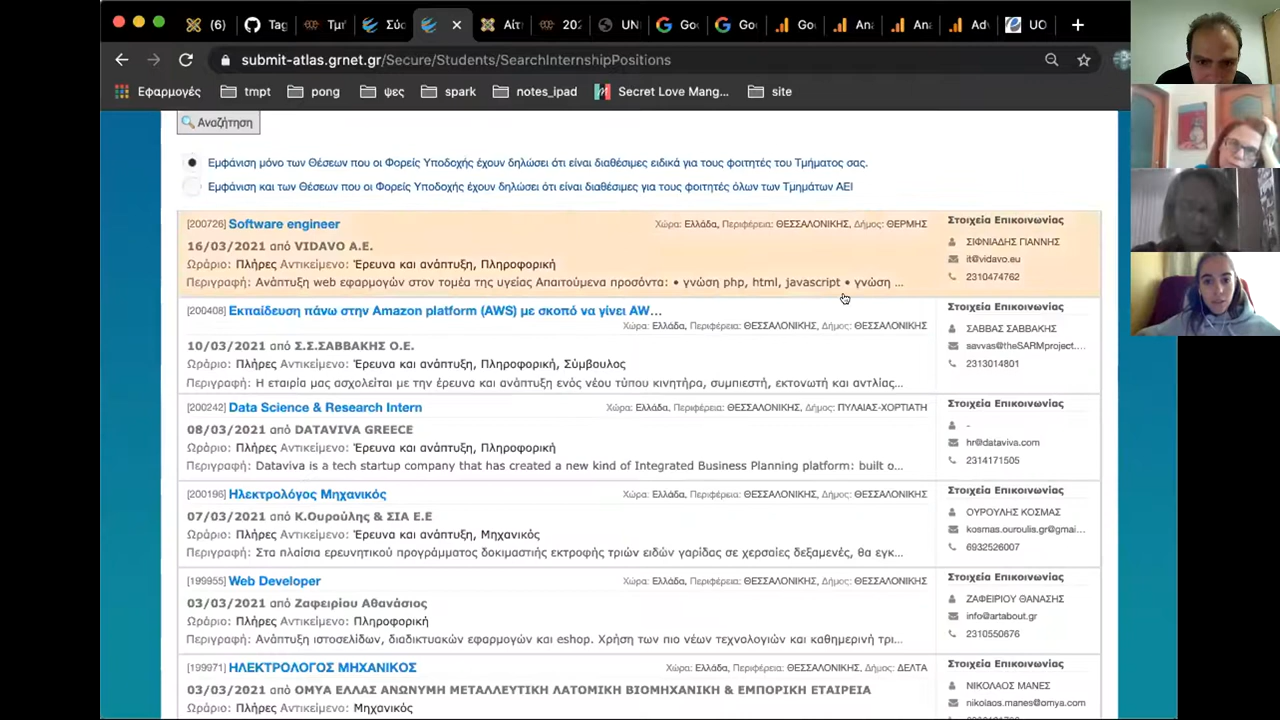 (6)
Tag
Τμή
Σύσ
Αίτ
202
UN
Goo
Goo
Go
Ana
Ana
Adv
UO
submit-atlas.grnet.gr/Secure/Students/SearchInternshipPositions
Εφαρμογές
tmpt
pong
ψες
spark
notes_ipad
Secret Love Mang...
site
Αναζήτηση
Εμφάνιση μόνο των Θέσεων που οι Φορείς Υποδοχής έχουν δηλώσει ότι είναι διαθέσιμες ειδικά για τους φοιτητές του Τμήματος σας.
Εμφάνιση και των Θέσεων που οι Φορείς Υποδοχής έχουν δηλώσει ότι είναι διαθέσιμες για τους φοιτητές όλων των Τμημάτων ΑΕΙ
[200726] Software engineer
Χώρα: Ελλάδα, Περιφέρεια: ΘΕΣΣΑΛΟΝΙΚΗΣ, Δήμος: ΘΕΡΜΗΣ
16/03/2021 από VIDAVO Α.Ε.
Ωράριο: Πλήρες Αντικείμενο: Έρευνα και ανάπτυξη, Πληροφορική
Περιγραφή: Ανάπτυξη web εφαρμογών στον τομέα της υγείας Απαιτούμενα προσόντα: • γνώση php, html, javascript • γνώση ...
Στοιχεία Επικοινωνίας
ΣΙΦΝΙΑΔΗΣ ΓΙΑΝΝΗΣ
it@vidavo.eu
2310474762
[200408] Εκπαίδευση πάνω στην Amazon platform (AWS) με σκοπό να γίνει AW...
Χώρα: Ελλάδα, Περιφέρεια: ΘΕΣΣΑΛΟΝΙΚΗΣ, Δήμος: ΘΕΣΣΑΛΟΝΙΚΗΣ
10/03/2021 από Σ.Σ.ΣΑΒΒΑΚΗΣ Ο.Ε.
Ωράριο: Πλήρες Αντικείμενο: Έρευνα και ανάπτυξη, Πληροφορική, Σύμβουλος
Περιγραφή: Η εταιρία μας ασχολείται με την έρευνα και ανάπτυξη ενός νέου τύπου κινητήρα, συμπιεστή, εκτονωτή και αντλίας...
Στοιχεία Επικοινωνίας
ΣΑΒΒΑΣ ΣΑΒΒΑΚΗΣ
savvas@theSARMproject....
2313014801
[200242] Data Science & Research Intern
Χώρα: Ελλάδα, Περιφέρεια: ΘΕΣΣΑΛΟΝΙΚΗΣ, Δήμος: ΠΥΛΑΙΑΣ-ΧΟΡΤΙΑΤΗ
08/03/2021 από DATAVIVA GREECE
Ωράριο: Πλήρες Αντικείμενο: Έρευνα και ανάπτυξη, Πληροφορική
Περιγραφή: Dataviva is a tech startup company that has created a new kind of Integrated Business Planning platform: built o...
Στοιχεία Επικοινωνίας
-
hr@dataviva.com
2314171505
[200196] Ηλεκτρολόγος Μηχανικός
Χώρα: Ελλάδα, Περιφέρεια: ΘΕΣΣΑΛΟΝΙΚΗΣ, Δήμος: ΘΕΣΣΑΛΟΝΙΚΗΣ
07/03/2021 από Κ.Ουρούλης & ΣΙΑ Ε.Ε
Ωράριο: Πλήρες Αντικείμενο: Έρευνα και ανάπτυξη, Μηχανικός
Περιγραφή: Στα πλαίσια ερευνητικού προγράμματος δοκιμαστής εκτροφής τριών ειδών γαρίδας σε χερσαίες δεξαμενές, θα εγκ...
Στοιχεία Επικοινωνίας
ΟΥΡΟΥΛΗΣ ΚΟΣΜΑΣ
kosmas.ouroulis.gr@gmai...
6932526007
[199955] Web Developer
Χώρα: Ελλάδα, Περιφέρεια: ΘΕΣΣΑΛΟΝΙΚΗΣ, Δήμος: ΘΕΣΣΑΛΟΝΙΚΗΣ
03/03/2021 από Ζαφειρίου Αθανάσιος
Ωράριο: Πλήρες Αντικείμενο: Πληροφορική
Περιγραφή: Ανάπτυξη ιστοσελίδων, διαδικτυακών εφαρμογών και eshop. Χρήση των πιο νέων τεχνολογιών και καθημερινή τρι...
Στοιχεία Επικοινωνίας
ΖΑΦΕΙΡΙΟΥ ΘΑΝΑΣΗΣ
info@artabout.gr
2310550676
[199971] ΗΛΕΚΤΡΟΛΟΓΟΣ ΜΗΧΑΝΙΚΟΣ
Χώρα: Ελλάδα, Περιφέρεια: ΘΕΣΣΑΛΟΝΙΚΗΣ, Δήμος: ΔΕΛΤΑ
03/03/2021 από ΟΜΥΑ ΕΛΛΑΣ ΑΝΩΝΥΜΗ ΜΕΤΑΛΛΕΥΤΙΚΗ ΛΑΤΟΜΙΚΗ ΒΙΟΜΗΧΑΝΙΚΗ & ΕΜΠΟΡΙΚΗ ΕΤΑΙΡΕΙΑ
Ωράριο: Πλήρες Αντικείμενο: Μηχανικός
Στοιχεία Επικοινωνίας
ΝΙΚΟΛΑΟΣ ΜΑΝΕΣ
nikolaos.manes@omya.com